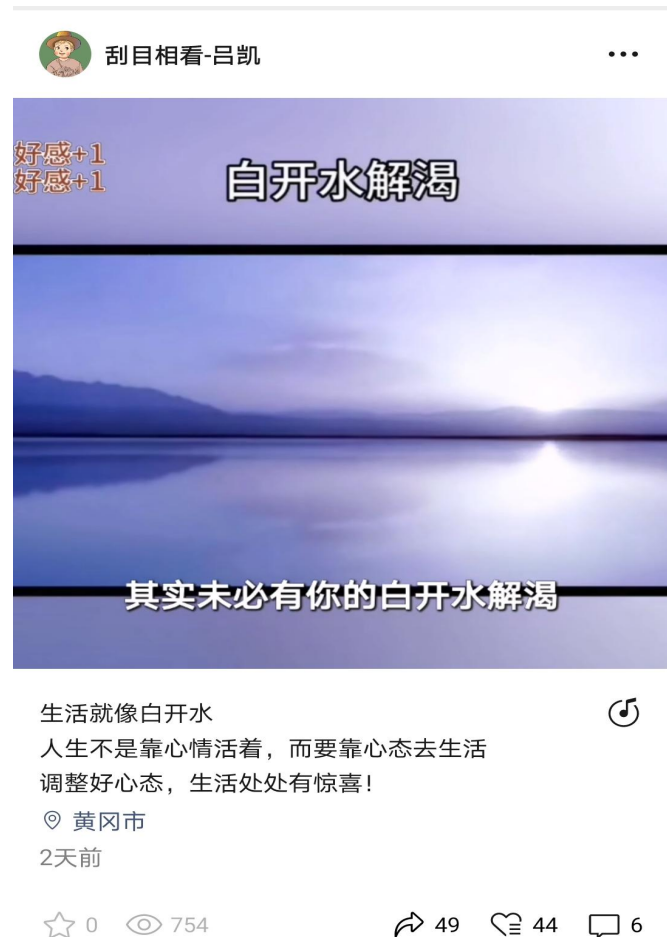 刮目相看-吕凯
好感+1
好感+1
白开水解渴
其实未必有你的白开水解渴
生活就像白开水
人生不是靠心情活着，而要靠心态去生活
调整好心态，生活处处有惊喜！
黄冈市
2天前
0 754 49 44 6